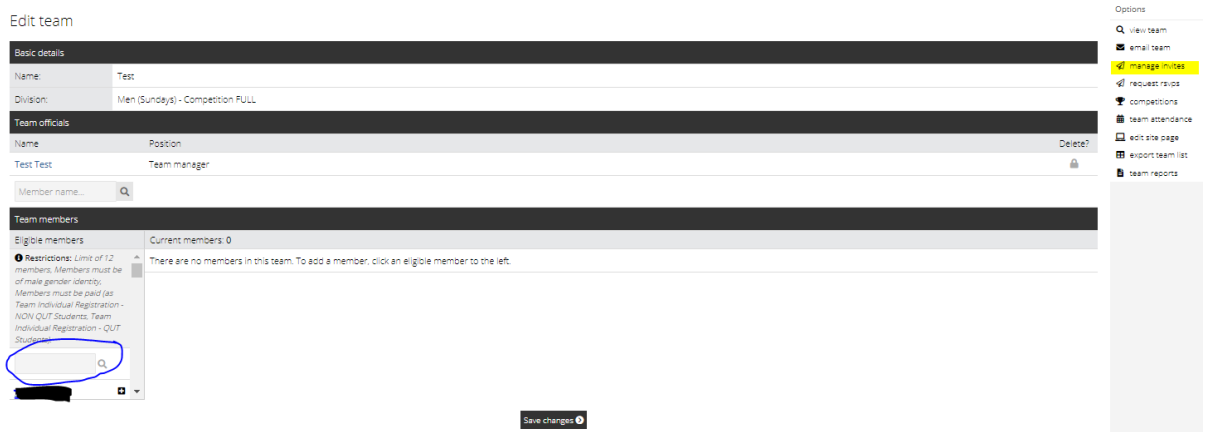 Edit team
Basic details
Name: Test
Division: Men (Sundays) - Competition FULL
Team officials
Name Position Delete?
Test Test Team manager
Member name...
Team members
Eligible members Current members: 0
Restrictions: Limit of 12
members, Members must be
of male gender identity,
Members must be paid (as
Team Individual Registration -
NON QUT Students, Team
Individual Registration - QUT
Students)
There are no members in this team. To add a member, click an eligible member to the left.
Save changes
Options
view team
email team
manage invites
request rsvps
competitions
team attendance
edit site page
export team list
team reports